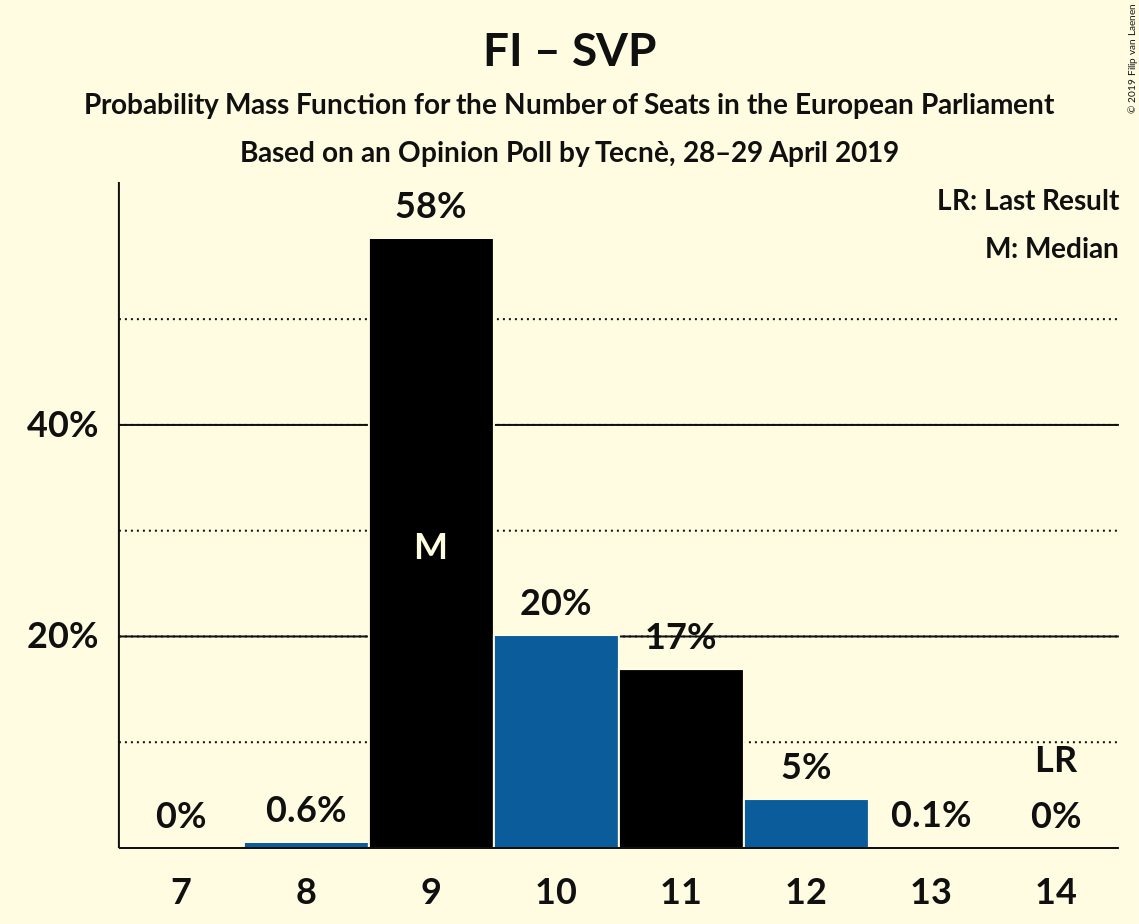 FI – SVP
Probability Mass Function for the Number of Seats in the European Parliament
Based on an Opinion Poll by Tecnè, 28–29 April 2019
© 2019 Filip van Laenen
LR: Last Result
M: Median
58%
40%
M
20%
20%
17%
LR
5%
0%
0.6%
0.1%
0%
7 8 9 10 11 12 13 14